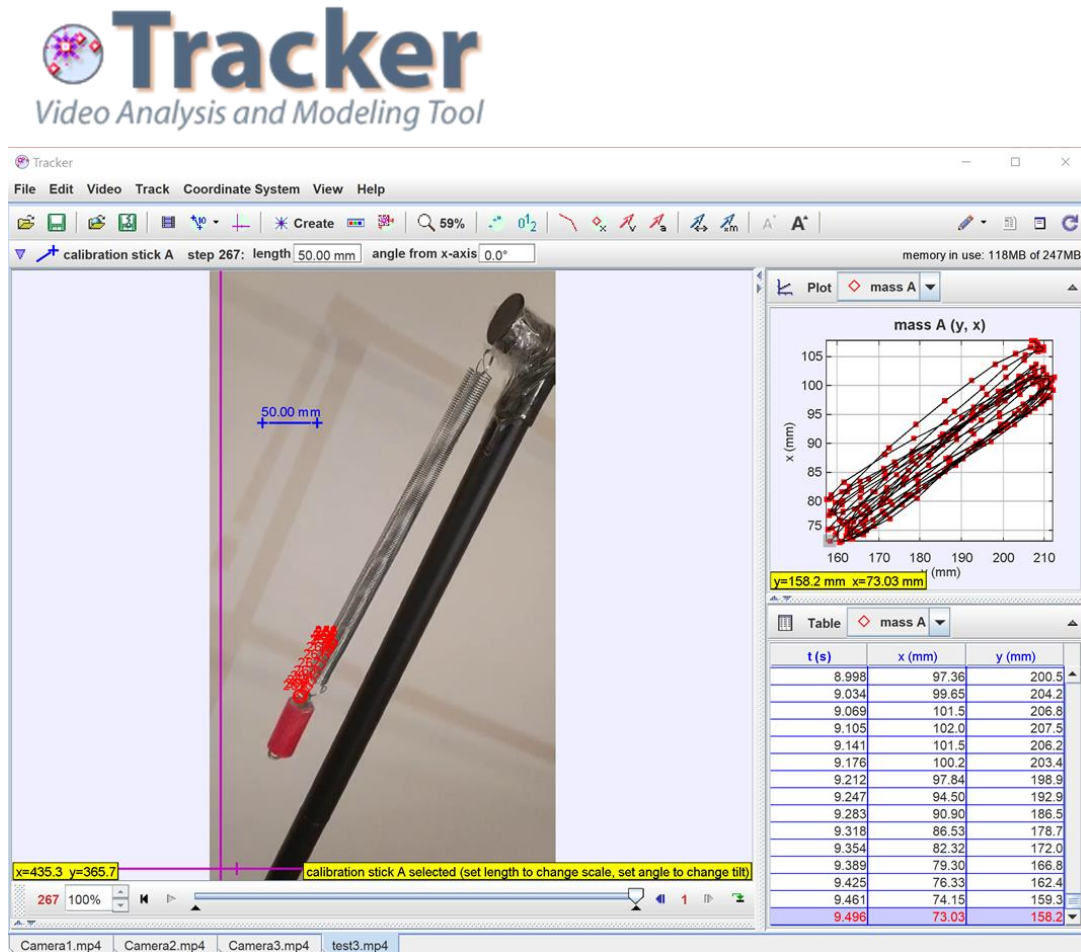 Tracker
Video Analysis and Modeling Tool
Tracker
File Edit Video Track Coordinate System View Help
Create 59%
calibration stick A step 267: length 50.00 mm angle from x-axis 0.0° memory in use: 118MB of 247MB
Plot mass A
mass A (y, x)
50.00 mm
105
100
95
90
85
80
75
x (mm)
160 170 180 190 200 210
(mm)
y=158.2 mm x=73.03 mm
Table mass A
t (s) x (mm) y (mm)
8.998 97.36 200.5
9.034 99.65 204.2
9.069 101.5 206.8
9.105 102.0 207.5
9.141 101.5 206.2
9.176 100.2 203.4
9.212 97.84 198.9
9.247 94.50 192.9
9.283 90.90 186.5
9.318 86.53 178.7
9.354 82.32 172.0
9.389 79.30 166.8
9.425 76.33 162.4
9.461 74.15 159.3
9.496 73.03 158.2
x=435.3 y=365.7 calibration stick A selected (set length to change scale, set angle to change tilt)
267 100% 1
Camera1.mp4 Camera2.mp4 Camera3.mp4 test3.mp4